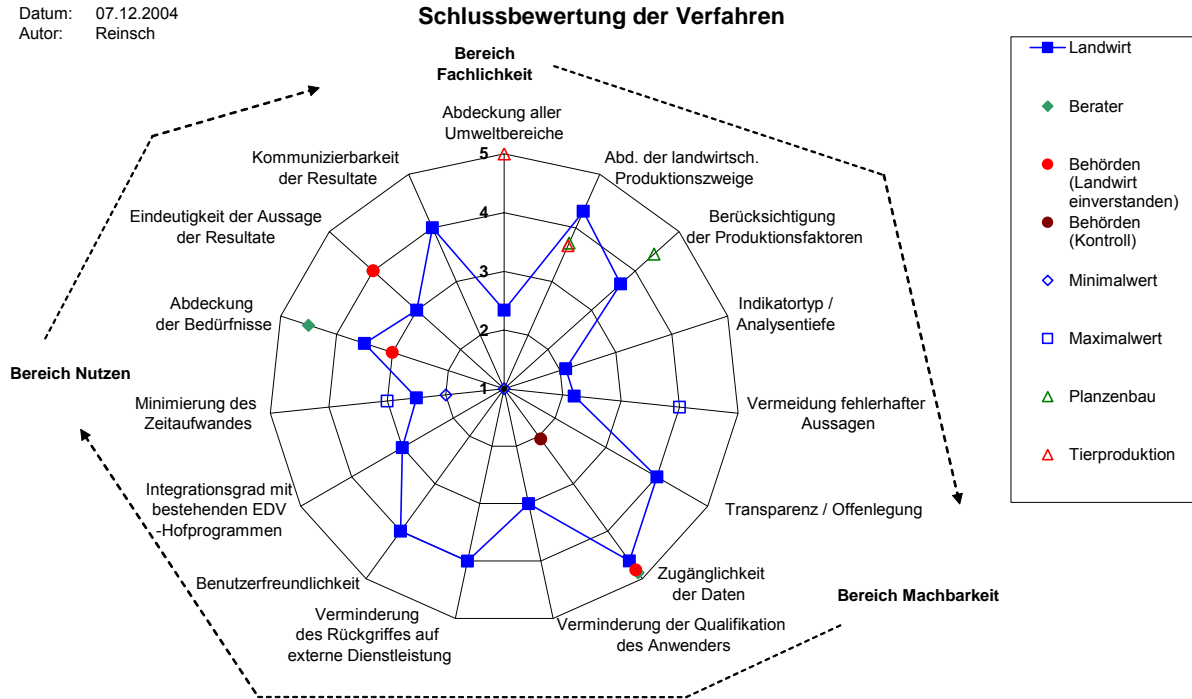 Datum: 07.12.2004
Autor: Reinsch
Schlussbewertung der Verfahren
Bereich
Fachlichkeit
Abdeckung aller
Umweltbereiche
Abd. der landwirtsch.
Produktionszweige
Berücksichtigung
der Produktionsfaktoren
Indikatortyp /
Analysentiefe
Vermeidung fehlerhafter
Aussagen
Transparenz / Offenlegung
Zugänglichkeit
der Daten
Bereich Machbarkeit
Verminderung der Qualifikation
des Anwenders
Verminderung
des Rückgriffes auf
externe Dienstleistung
Benutzerfreundlichkeit
Integrationsgrad mit
bestehenden EDV
-Hofprogrammen
Minimierung des
Zeitaufwandes
Bereich Nutzen
Abdeckung
der Bedürfnisse
Eindeutigkeit der Aussage
der Resultate
Kommunizierbarkeit
der Resultate
5
4
3
2
1
Landwirt
Berater
Behörden
(Landwirt
einverstanden)
Behörden
(Kontroll)
Minimalwert
Maximalwert
Planzenbau
Tierproduktion